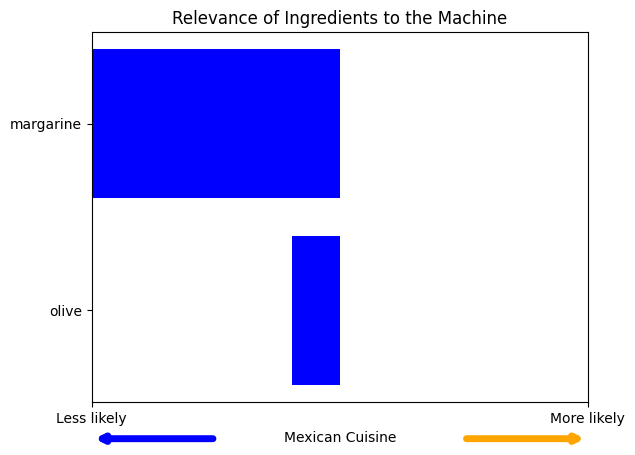 Relevance of Ingredients to the Machine
margarine
olive
Less likely
More likely
Mexican Cuisine